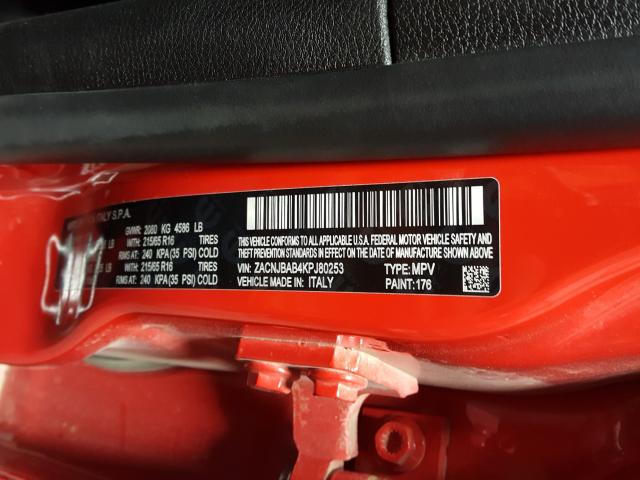 ITALY S.P.A.
GVWR: 2080 KG 4586 LB
LB WITH: 215/65 R16 TIRES
RIMS AT: 240 KPA (35 PSI) COLD
LB WITH: 215/65 R16 TIRES
RIMS AT: 240 KPA (35 PSI) COLD
THIS VEHICLE CONFORMS TO ALL APPLICABLE U.S.A. FEDERAL MOTOR VEHICLE SAFETY AND
THEFT PREVENTION STANDARDS IN EFFECT ON THE DATE OF MANUFACTURE SHOWN ABOVE
VIN: ZACNJBAB4KPJ80253 TYPE: MPV
VEHICLE MADE IN: ITALY PAINT: 176